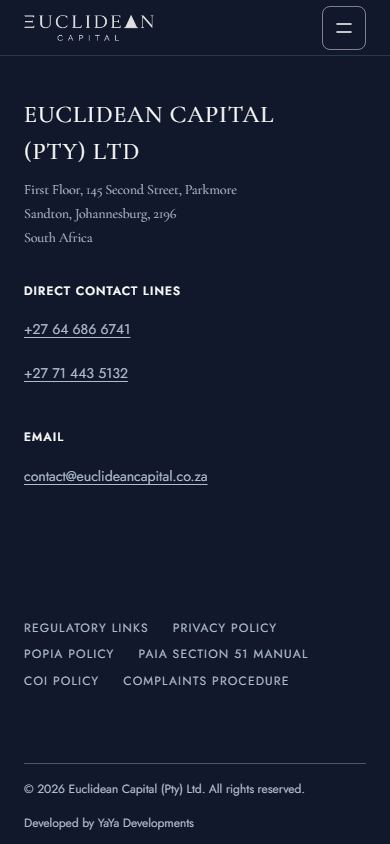 EUCLIDEAN
CAPITAL
EUCLIDEAN CAPITAL
(PTY) LTD
First Floor, 145 Second Street, Parkmore
Sandton, Johannesburg, 2196
South Africa
DIRECT CONTACT LINES
+27 64 686 6741
+27 71 443 5132
EMAIL
contact@euclideancapital.co.za
REGULATORY LINKS PRIVACY POLICY
POPIA POLICY PAIA SECTION 51 MANUAL
COI POLICY COMPLAINTS PROCEDURE
© 2026 Euclidean Capital (Pty) Ltd. All rights reserved.
Developed by YaYa Developments